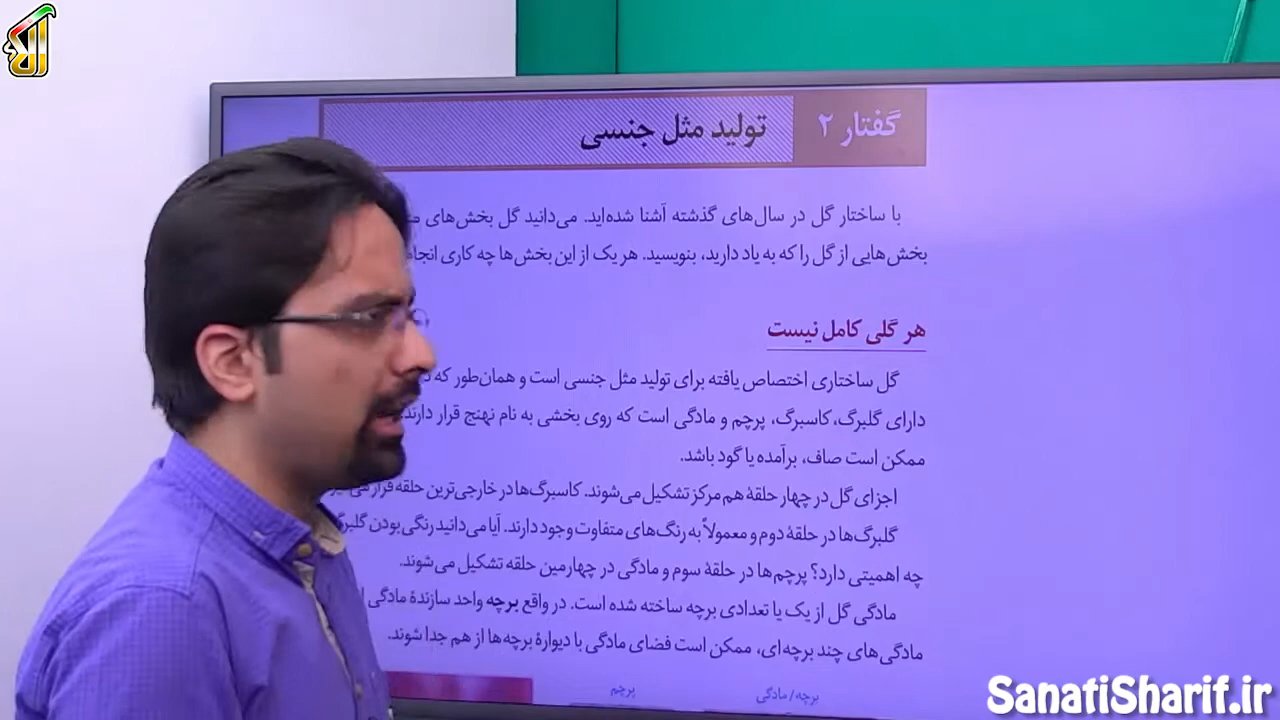 گفتار ۲ تولید مثل جنسی
با ساختار گل در سال‌های گذشته آشنا شده‌اید. می‌دانید گل بخش‌های
بخش‌هایی از گل را که به یاد دارید، بنویسید. هر یک از این بخش‌ها چه کاری
هر گلی کامل نیست
گل ساختاری اختصاص یافته برای تولید مثل جنسی است و همان‌طور که
دارای گلبرگ، کاسبرگ، پرچم و مادگی است که روی بخشی به نام نهنج قرار دارند.
ممکن است صاف، برآمده یا گود باشد.
اجزای گل در چهار حلقۀ هم مرکز تشکیل می‌شوند. کاسبرگ‌ها در خارجی‌ترین حلقه
گلبرگ‌ها در حلقۀ دوم و معمولاً به رنگ‌های متفاوت وجود دارند. آیا می‌دانید رنگی بودن
چه اهمیتی دارد؟ پرچم‌ها در حلقۀ سوم و مادگی در چهارمین حلقه تشکیل می‌شوند.
مادگی گل از یک یا تعدادی برچه ساخته شده است. در واقع برچه واحد سازندۀ مادگی
مادگی‌های چند برچه‌ای، ممکن است فضای مادگی با دیوارۀ برچه‌ها از هم جدا شوند.
برچه/مادگی پرچم
SanatiSharif.ir